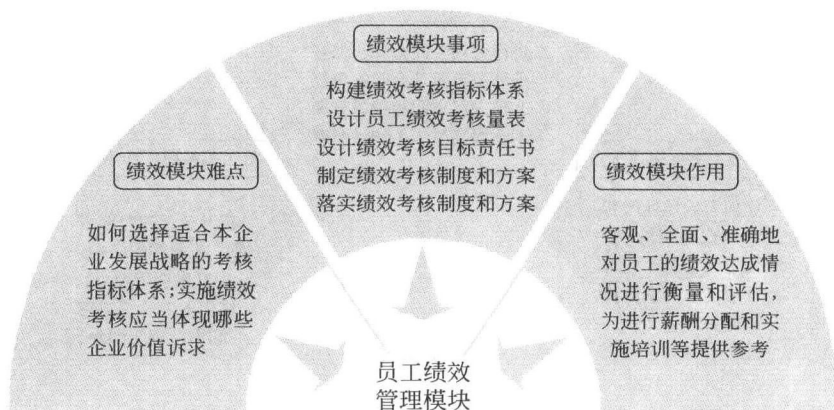 绩效模块事项
构建绩效考核指标体系
设计员工绩效考核量表
设计绩效考核目标责任书
制定绩效考核制度和方案
落实绩效考核制度和方案
绩效模块难点
如何选择适合本企
业发展战略的考核
指标体系;实施绩效
考核应当体现哪些
企业价值诉求
绩效模块作用
客观、全面、准确地
对员工的绩效达成情
况进行衡量和评估,
为进行薪酬分配和实
施培训等提供参考
员工绩效
管理模块